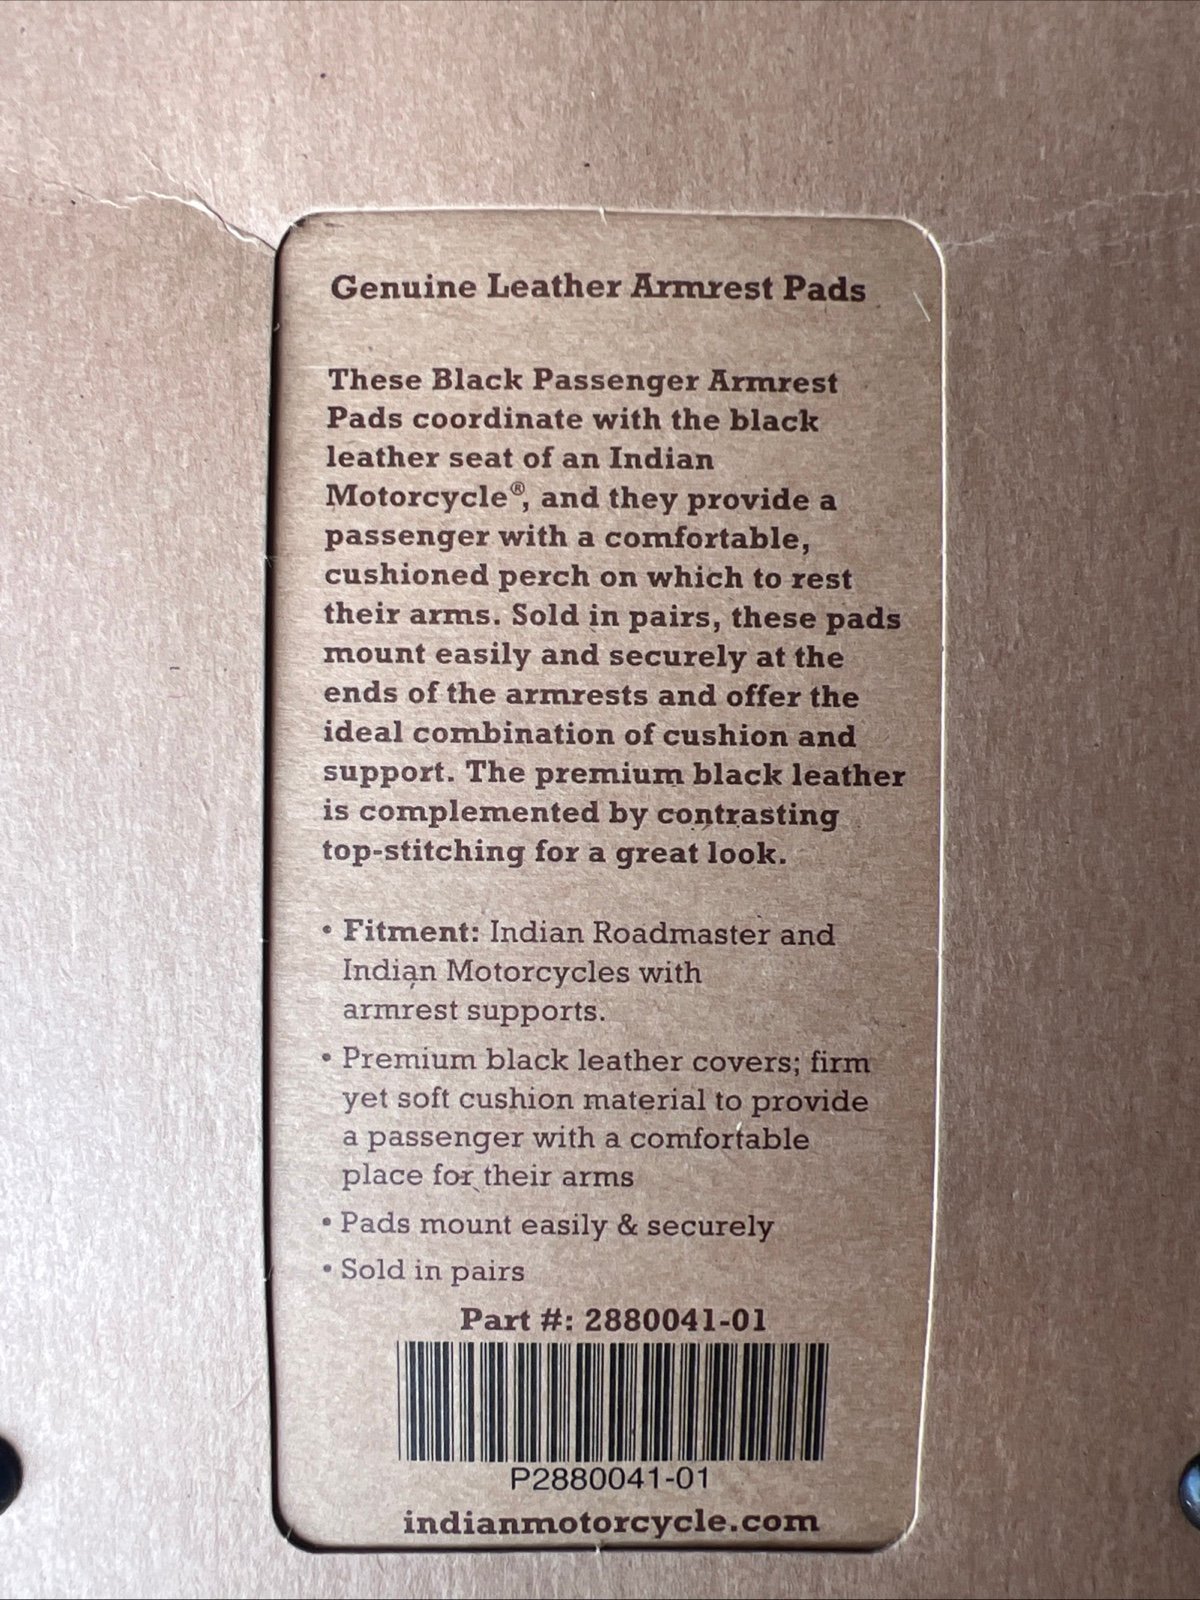 Genuine Leather Armrest Pads
These Black Passenger Armrest
Pads coordinate with the black
leather seat of an Indian
Motorcycle®, and they provide a
passenger with a comfortable,
cushioned perch on which to rest
their arms. Sold in pairs, these pads
mount easily and securely at the
ends of the armrests and offer the
ideal combination of cushion and
support. The premium black leather
is complemented by contrasting
top-stitching for a great look.
• Fitment: Indian Roadmaster and
Indian Motorcycles with
armrest supports.
• Premium black leather covers; firm
yet soft cushion material to provide
a passenger with a comfortable
place for their arms
• Pads mount easily & securely
• Sold in pairs
Part #: 2880041-01
P2880041-01
indianmotorcycle.com